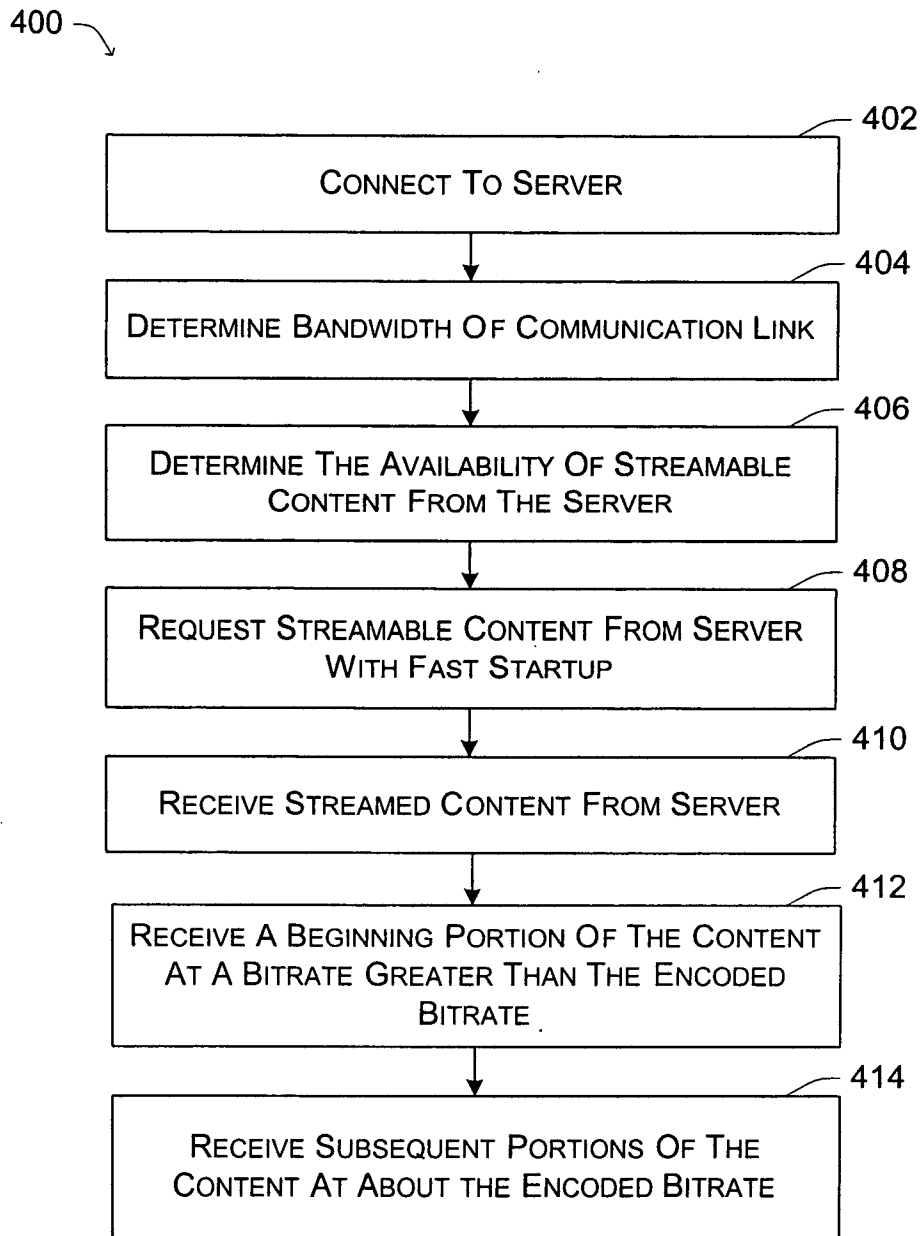 400
402
CONNECT TO SERVER
404
DETERMINE BANDWIDTH OF COMMUNICATION LINK
406
DETERMINE THE AVAILABILITY OF STREAMABLE
CONTENT FROM THE SERVER
408
REQUEST STREAMABLE CONTENT FROM SERVER
WITH FAST STARTUP
410
RECEIVE STREAMED CONTENT FROM SERVER
412
RECEIVE A BEGINNING PORTION OF THE CONTENT
AT A BITRATE GREATER THAN THE ENCODED
BITRATE
414
RECEIVE SUBSEQUENT PORTIONS OF THE
CONTENT AT ABOUT THE ENCODED BITRATE